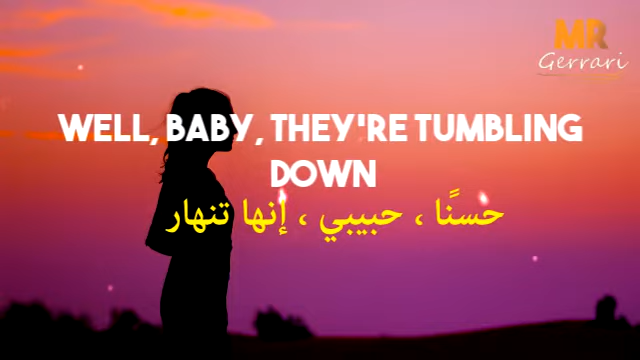 MR
Gerrari
WELL, BABY, THEY'RE TUMBLING
DOWN
حسنًا ، حبيبي ، إنها تنهار